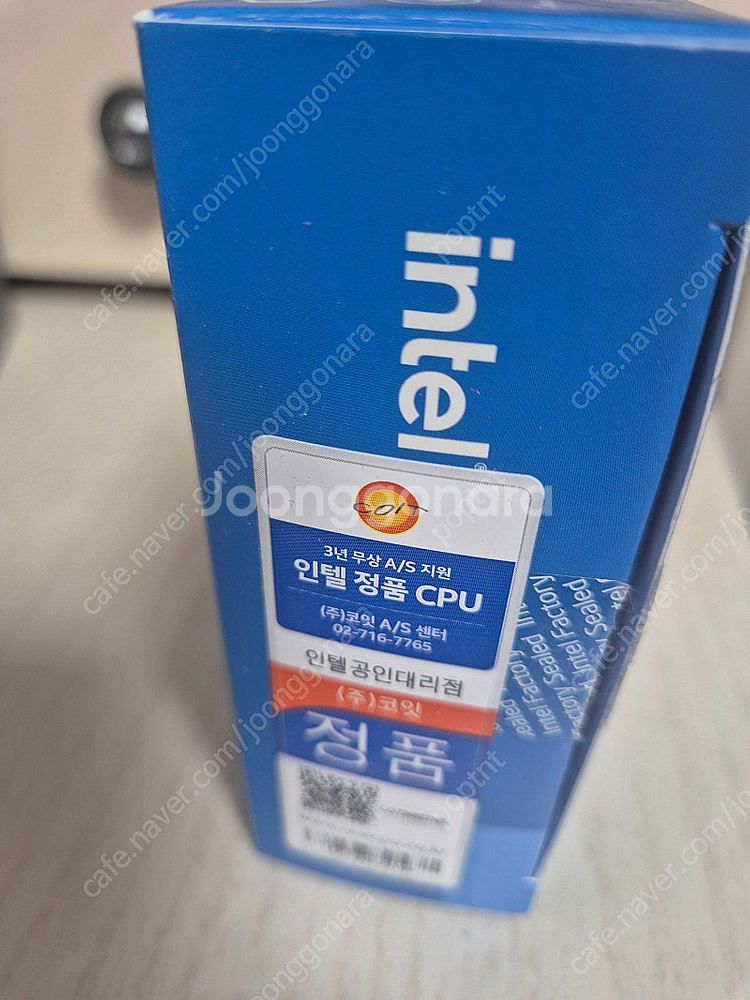 intel
COIT
3년 무상 A/S 지원
인텔 정품 CPU
(주)코잇 A/S 센터
02-716-7765
인텔공인대리점
(주)코잇
정품
Intel Factory Sealed
Joonggonara
cafe.naver.com/joonggonara
poptnt